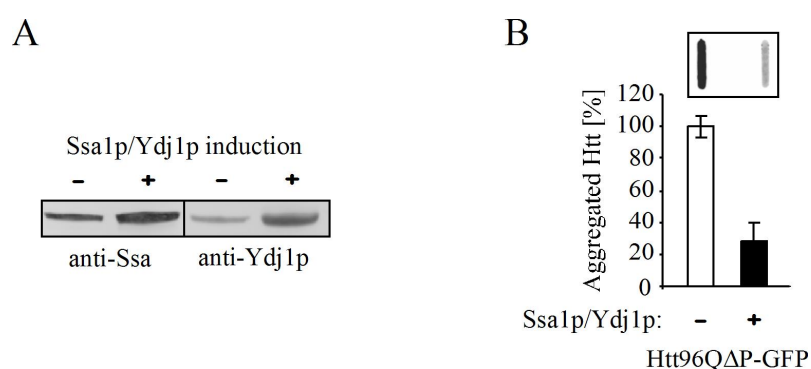 A
Ssa1p/Ydj1p induction
- + - +
anti-Ssa anti-Ydj1p
B
Aggregated Htt [%]
120
100
80
60
40
20
0
Ssa1p/Ydj1p: - +
Htt96QΔP-GFP